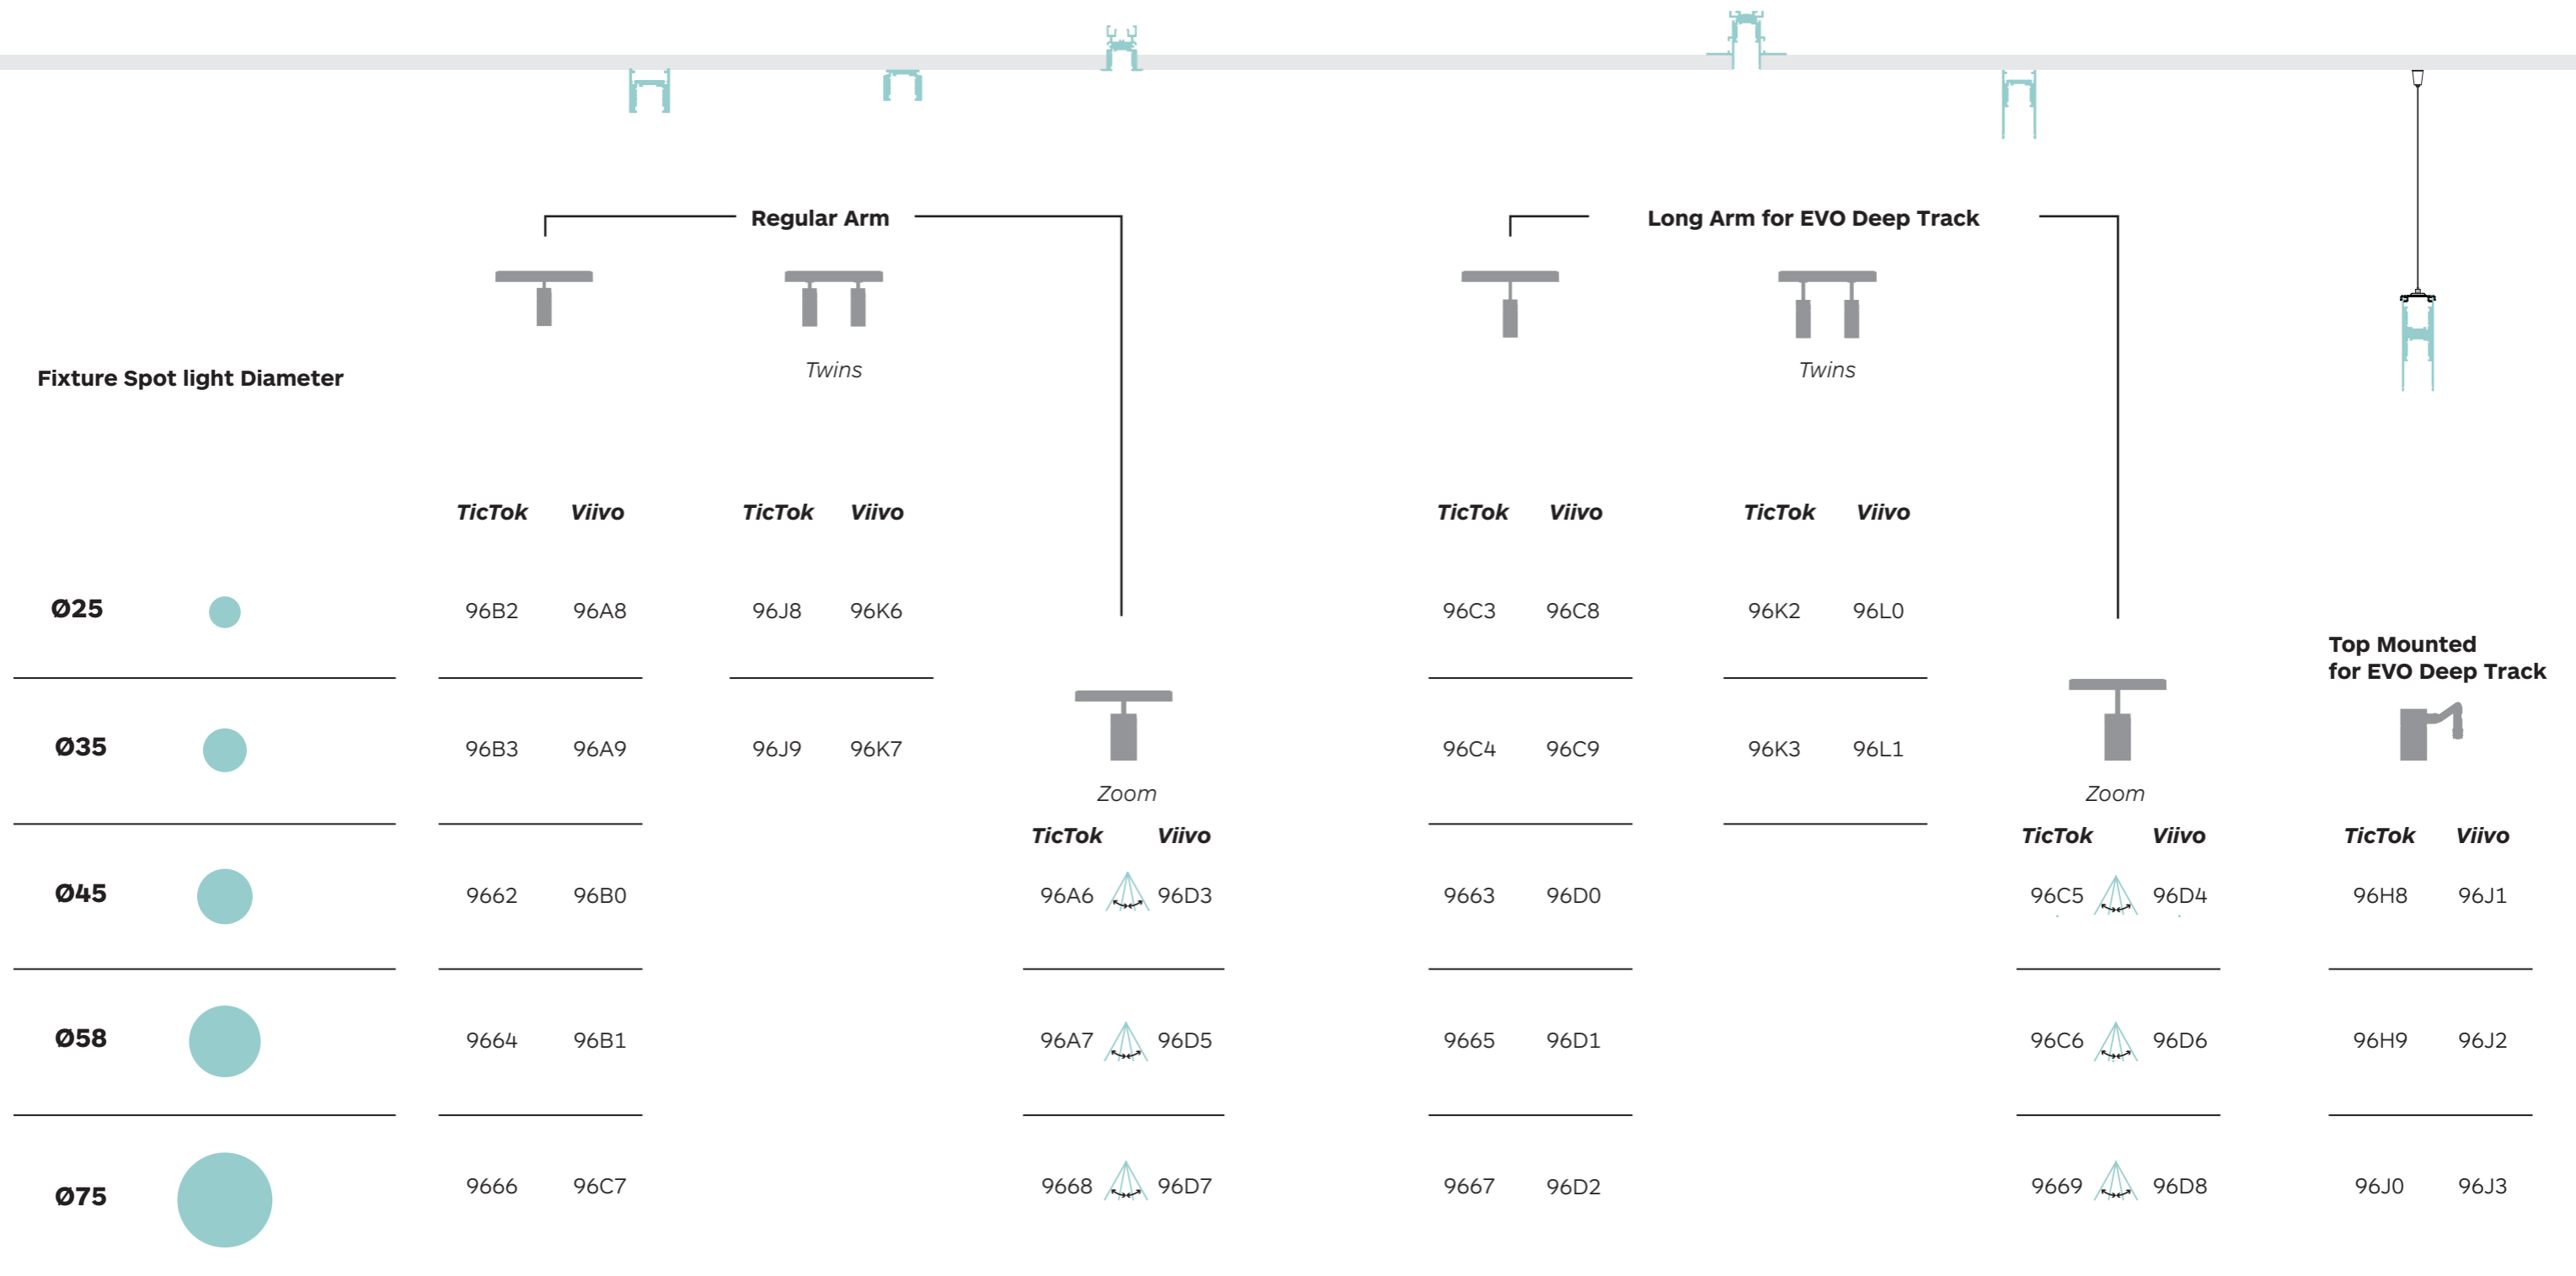 Regular Arm Long Arm for EVO Deep Track
Twins Twins
Fixture Spot light Diameter
TicTok Viivo TicTok Viivo TicTok Viivo TicTok Viivo
Ø25 96B2 96A8 96J8 96K6 96C3 96C8 96K2 96L0
Top Mounted
for EVO Deep Track
Ø35 96B3 96A9 96J9 96K7 96C4 96C9 96K3 96L1
Zoom Zoom
TicTok Viivo TicTok Viivo TicTok Viivo
Ø45 9662 96B0 96A6 96D3 9663 96D0 96C5 96D4 96H8 96J1
Ø58 9664 96B1 96A7 96D5 9665 96D1 96C6 96D6 96H9 96J2
Ø75 9666 96C7 9668 96D7 9667 96D2 9669 96D8 96J0 96J3